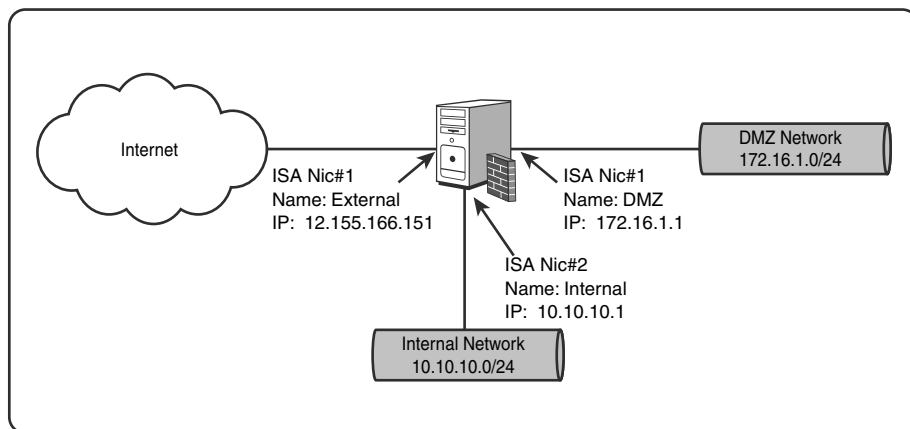 Internet
ISA Nic#1
Name: External
IP: 12.155.166.151
ISA Nic#1
Name: DMZ
IP: 172.16.1.1
DMZ Network
172.16.1.0/24
ISA Nic#2
Name: Internal
IP: 10.10.10.1
Internal Network
10.10.10.0/24